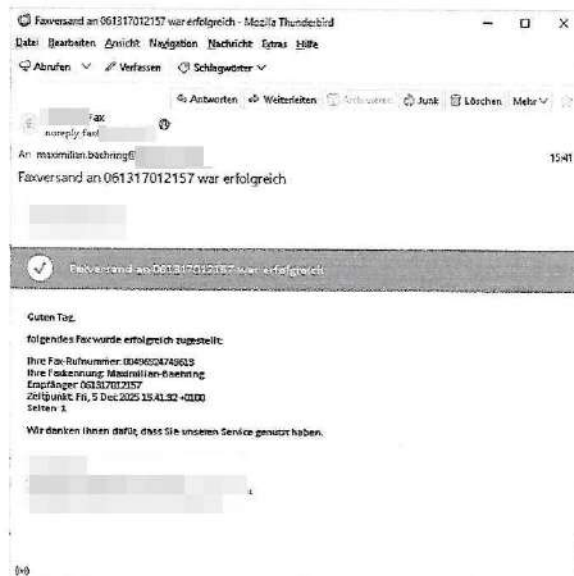 Faxversand an 061317012157 war erfolgreich - Mozilla Thunderbird
Datei Bearbeiten Ansicht Navigation Nachricht Extras Hilfe
Abrufen Verfassen Schlagwörter
Antworten Weiterleiten Archivieren Junk Löschen Mehr
Fax
noreply.fax
An maximilian.baehring@
15:41
Faxversand an 061317012157 war erfolgreich
Faxversand an 061317012157 war erfolgreich
Guten Tag,
folgendes Fax wurde erfolgreich zugestellt:
Ihre Fax-Rufnummer:
Ihre Faxkennung: Maximilian-Baehring
Empfänger: 061317012157
Zeitpunkt: Fri, 5 Dec 2025 15:41:32 +0100
Seiten: 1
Wir danken Ihnen dafür, dass Sie unseren Service genutzt haben.